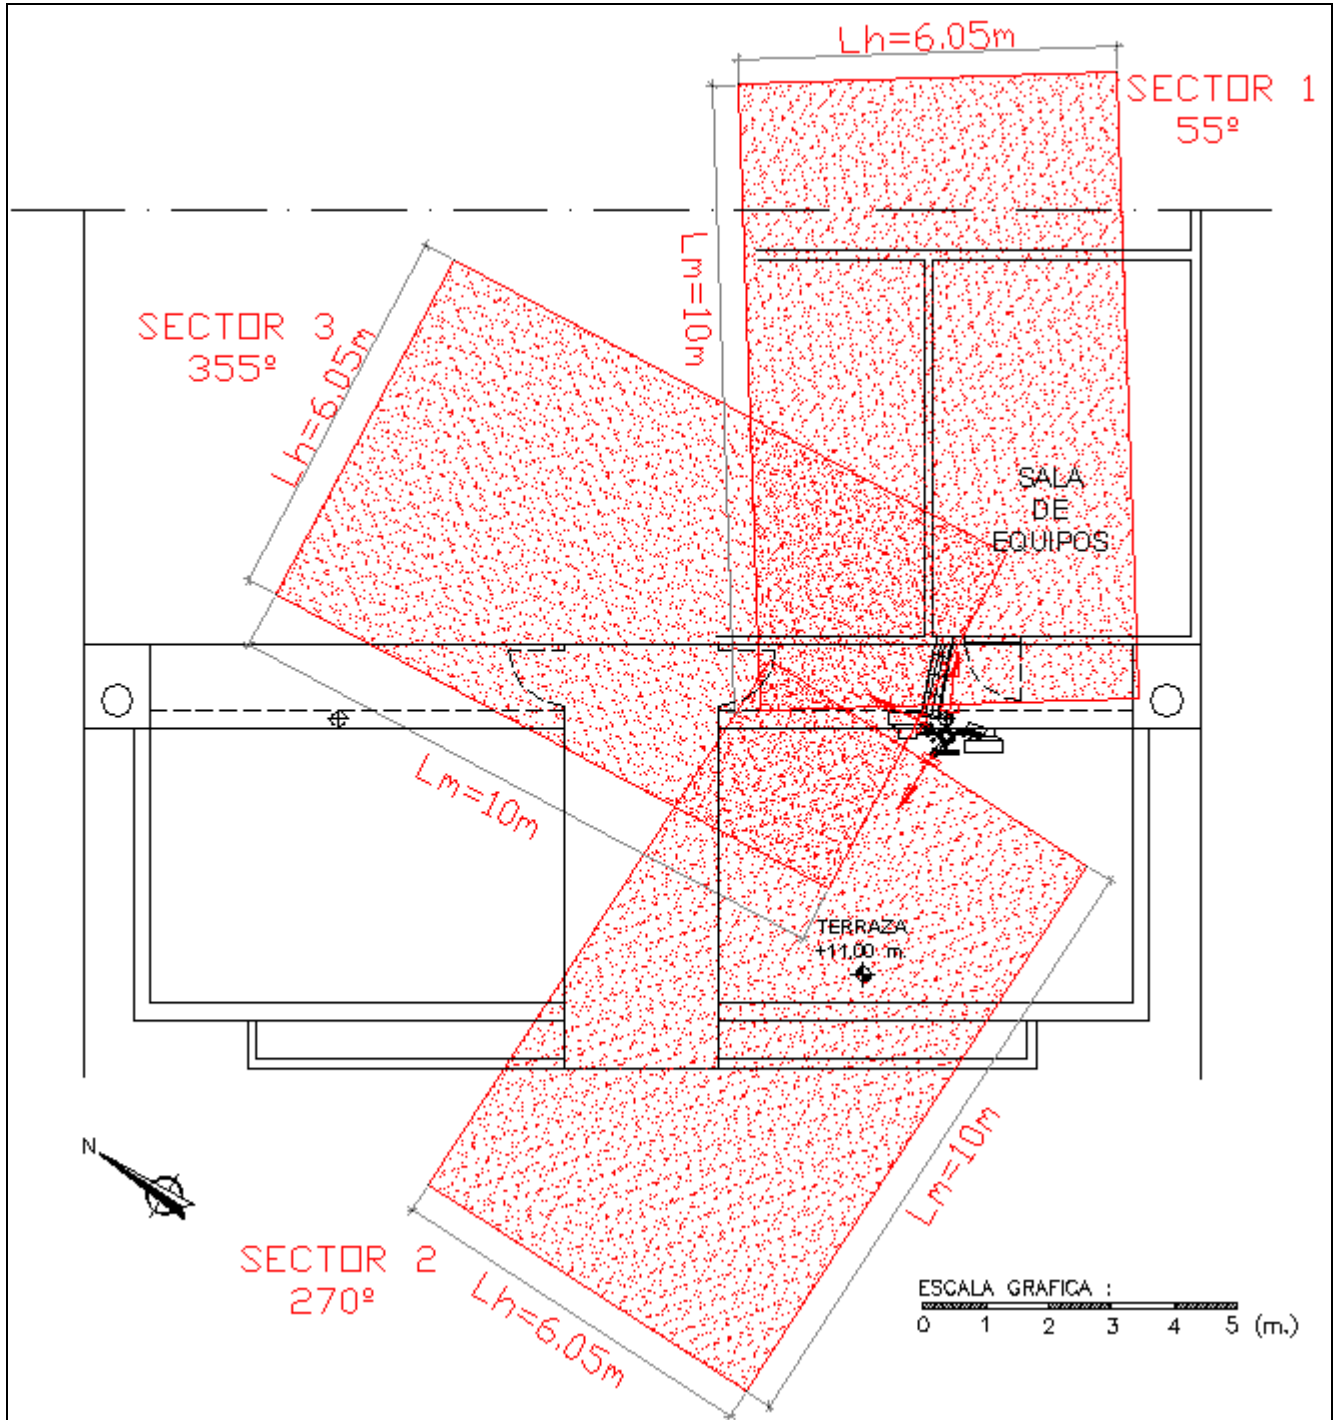 Lh=6.05m
SECTOR 1
55º
Lm=10m
SECTOR 3
355º
Lh=6.05m
SALA
DE
EQUIPOS
Lm=10m
TERRAZA
+11,00 m.
N
Lm=10m
SECTOR 2
270º
Lh=6.05m
ESCALA GRAFICA :
0 1 2 3 4 5 (m.)